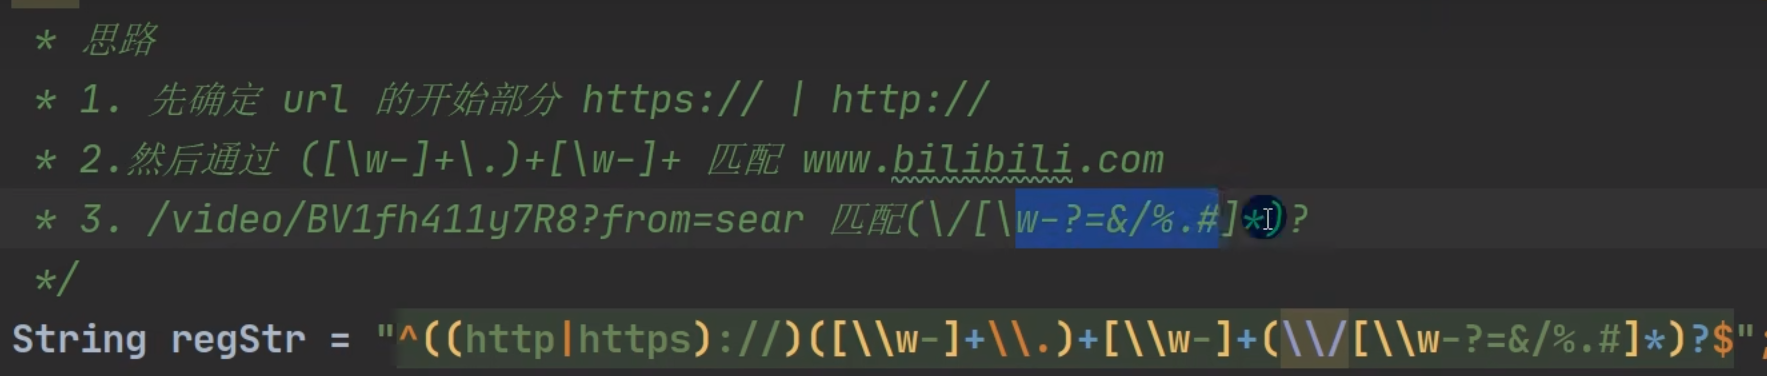 * 思路
* 1. 先确定 url 的开始部分 https:// | http://
* 2.然后通过 ([\w-]+\.)+[\w-]+ 匹配 www.bilibili.com
* 3. /video/BV1fh411y7R8?from=sear 匹配(\/[\w-?=&/%.#]*)?
*/
String regStr = "^((http|https)://)([\\w-]+\\.)+[\\w-]+(\\/[\\w-?=&/%.#]*)?$";